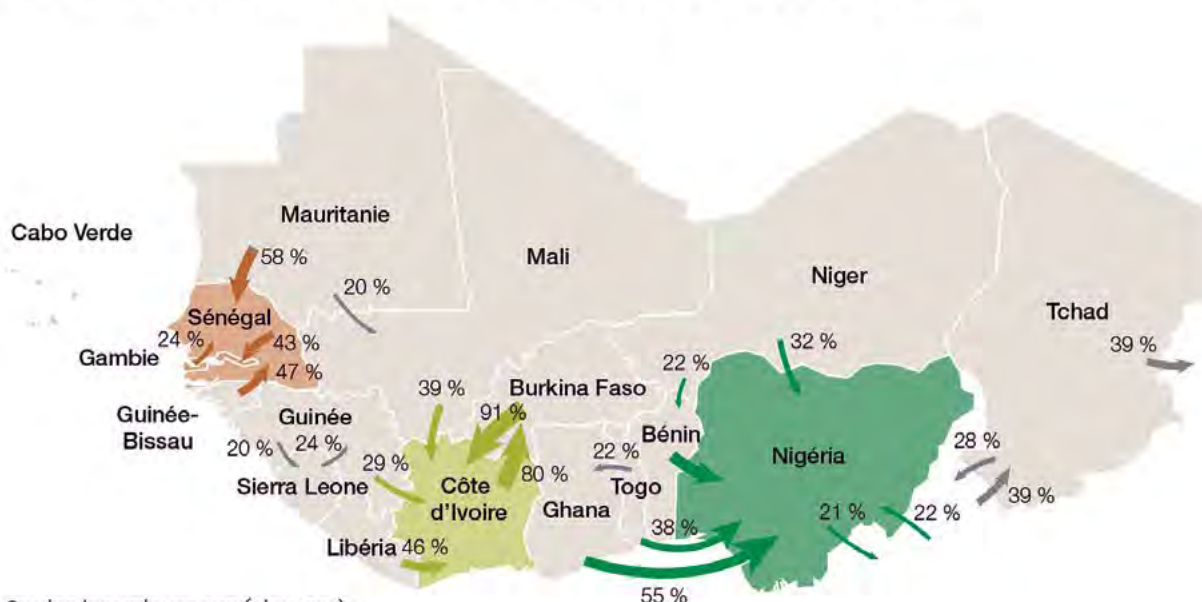 Mauritanie
Cabo Verde
58 %
Mali
Niger
20 %
Tchad
Sénégal
24 %
43 %
32 %
39 %
Gambie
47 %
22 %
39 %
Burkina Faso
91 %
Guinée-
Bissau
Guinée
Bénin
20 %
24 %
29 %
22 %
Nigéria
28 %
Sierra Leone
Côte
d'Ivoire
80 %
Togo
39 %
Ghana
38 %
21 %
22 %
Libéria
46 %
55 %